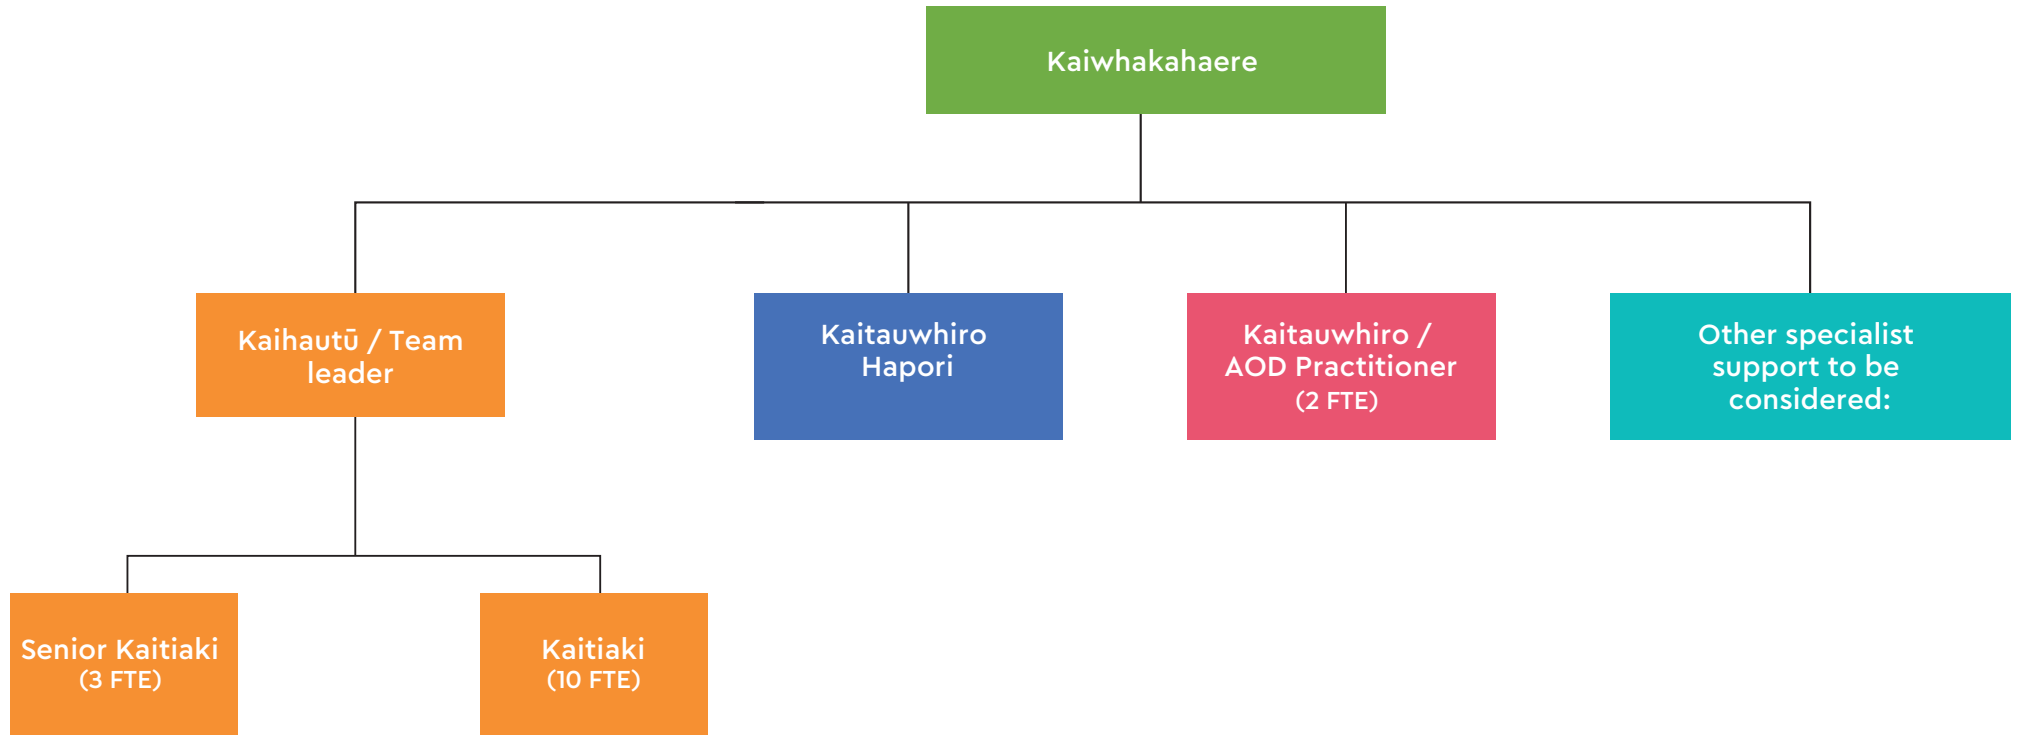 Kaiwhakahaere
Kaihautū / Team
leader
Kaitauwhiro
Hapori
Kaitauwhiro /
AOD Practitioner
(2 FTE)
Other specialist
support to be
considered:
Senior Kaitiaki
(3 FTE)
Kaitiaki
(10 FTE)